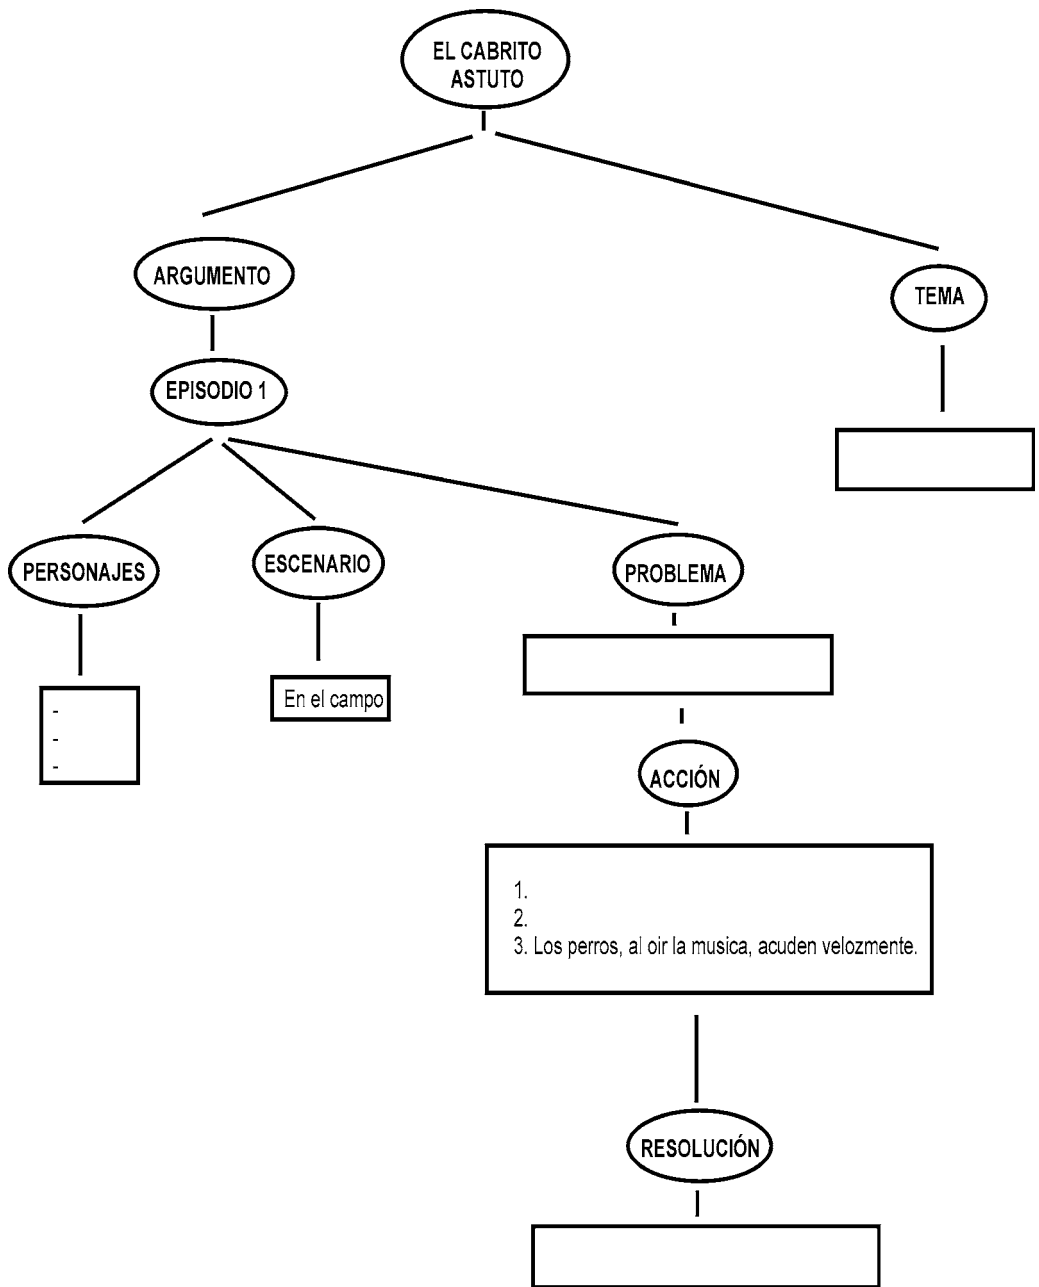 EL CABRITO
ASTUTO
ARGUMENTO
TEMA
EPISODIO 1
PERSONAJES
ESCENARIO
PROBLEMA
En el campo
-
-
-
ACCIÓN
1.
2.
3. Los perros, al oir la musica, acuden velozmente.
RESOLUCIÓN